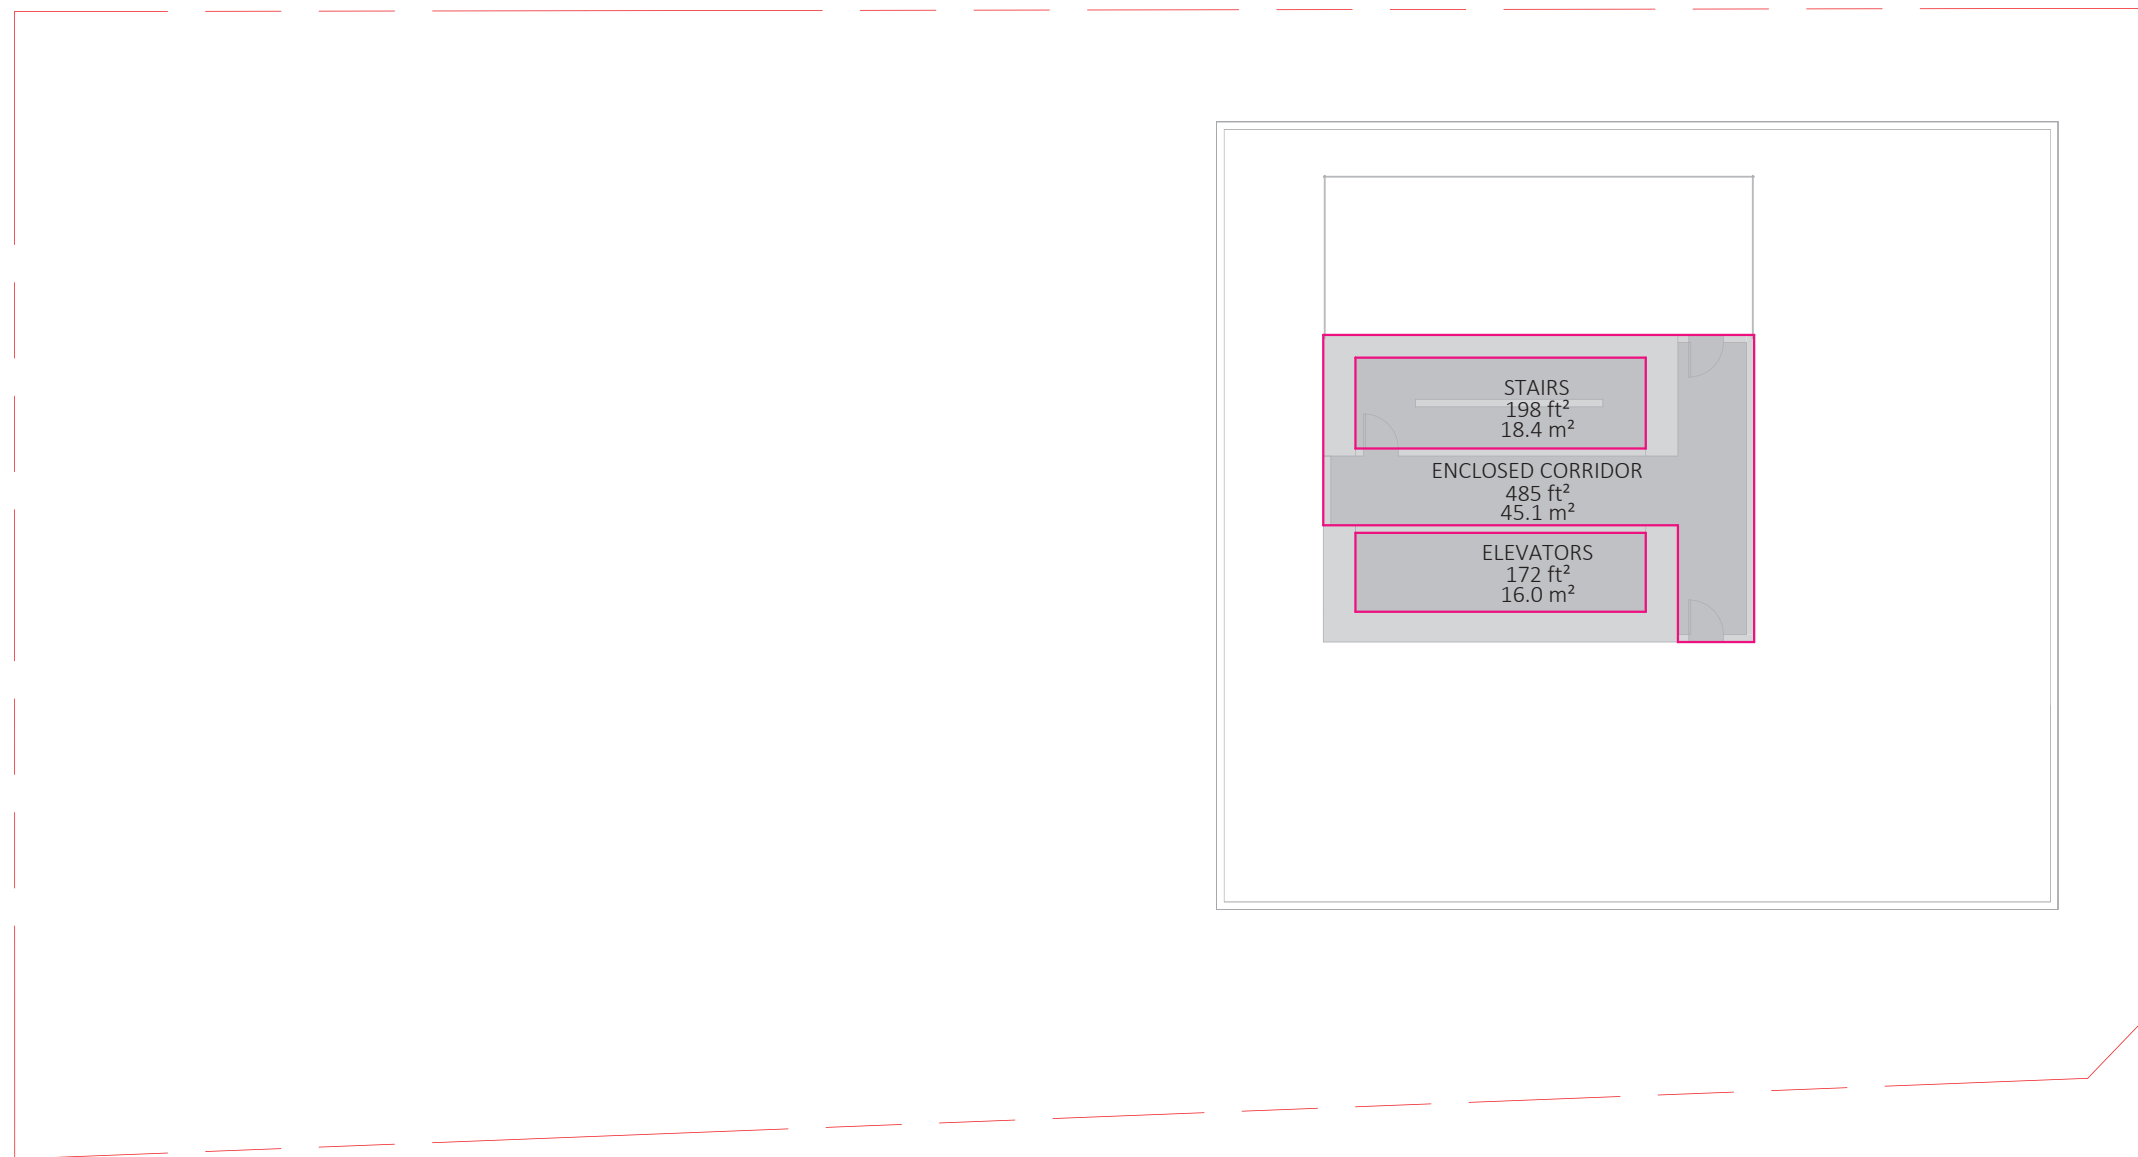 STAIRS
198 ft²
18.4 m²
ENCLOSED CORRIDOR
485 ft²
45.1 m²
ELEVATORS
172 ft²
16.0 m²